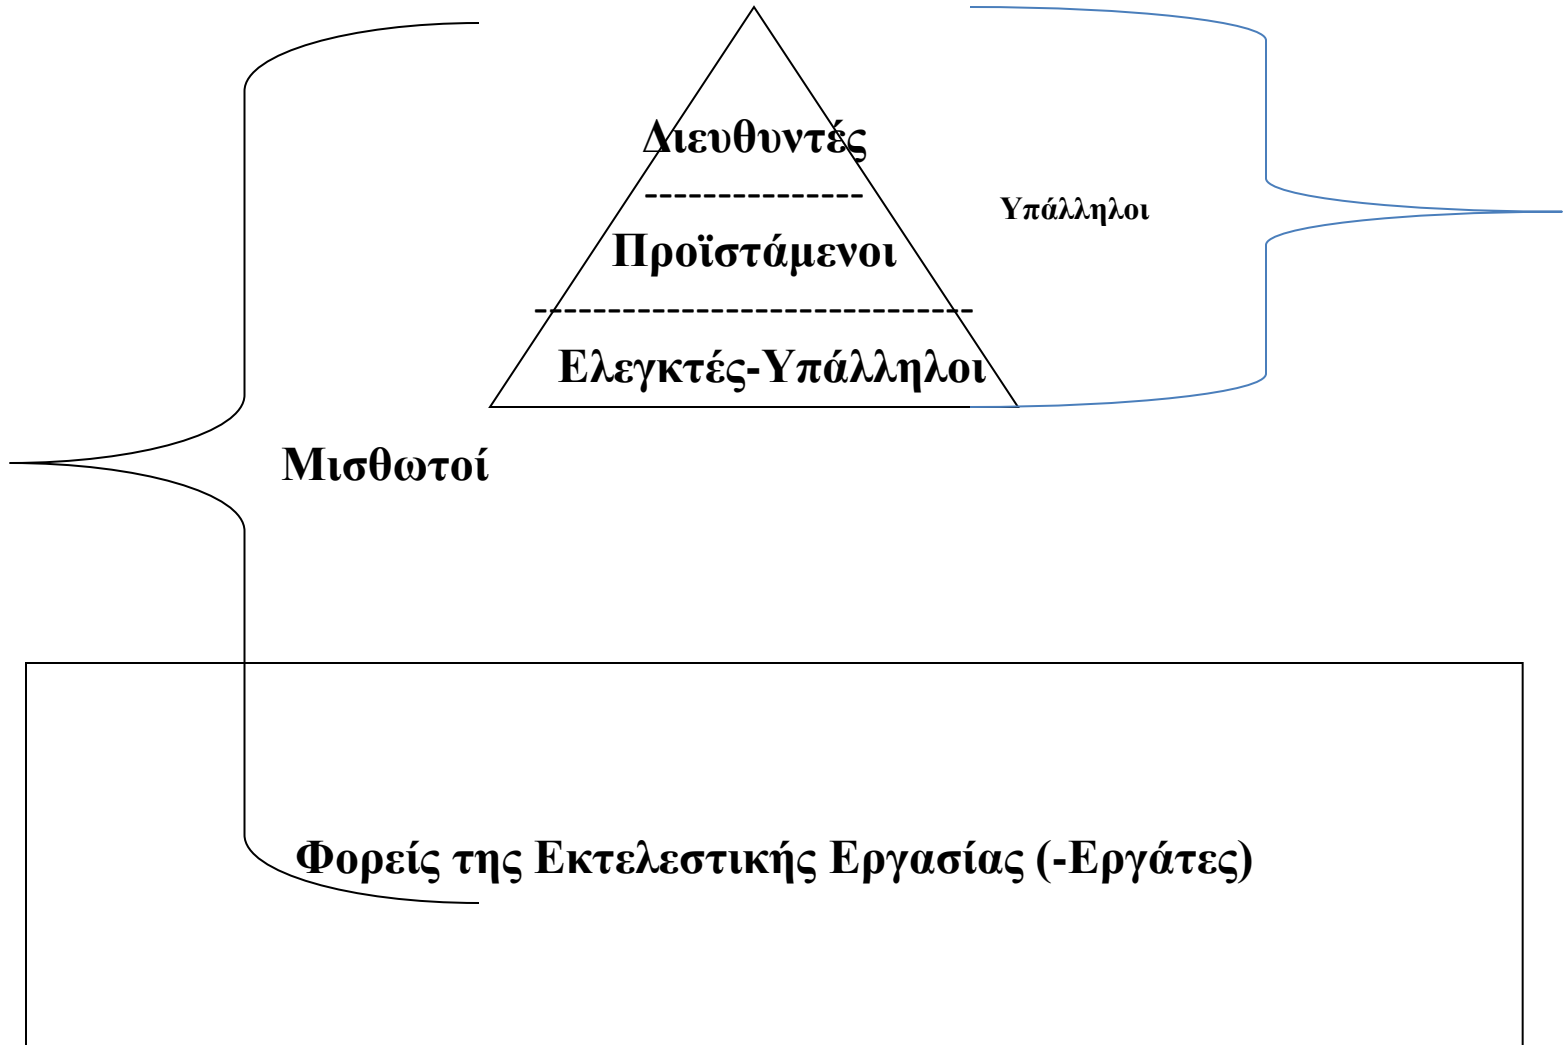 Διευθυντές
----------------
Υπάλληλοι
Προϊστάμενοι
-------------------------------
Ελεγκτές-Υπάλληλοι
Μισθωτοί
Φορείς της Εκτελεστικής Εργασίας (-Εργάτες)